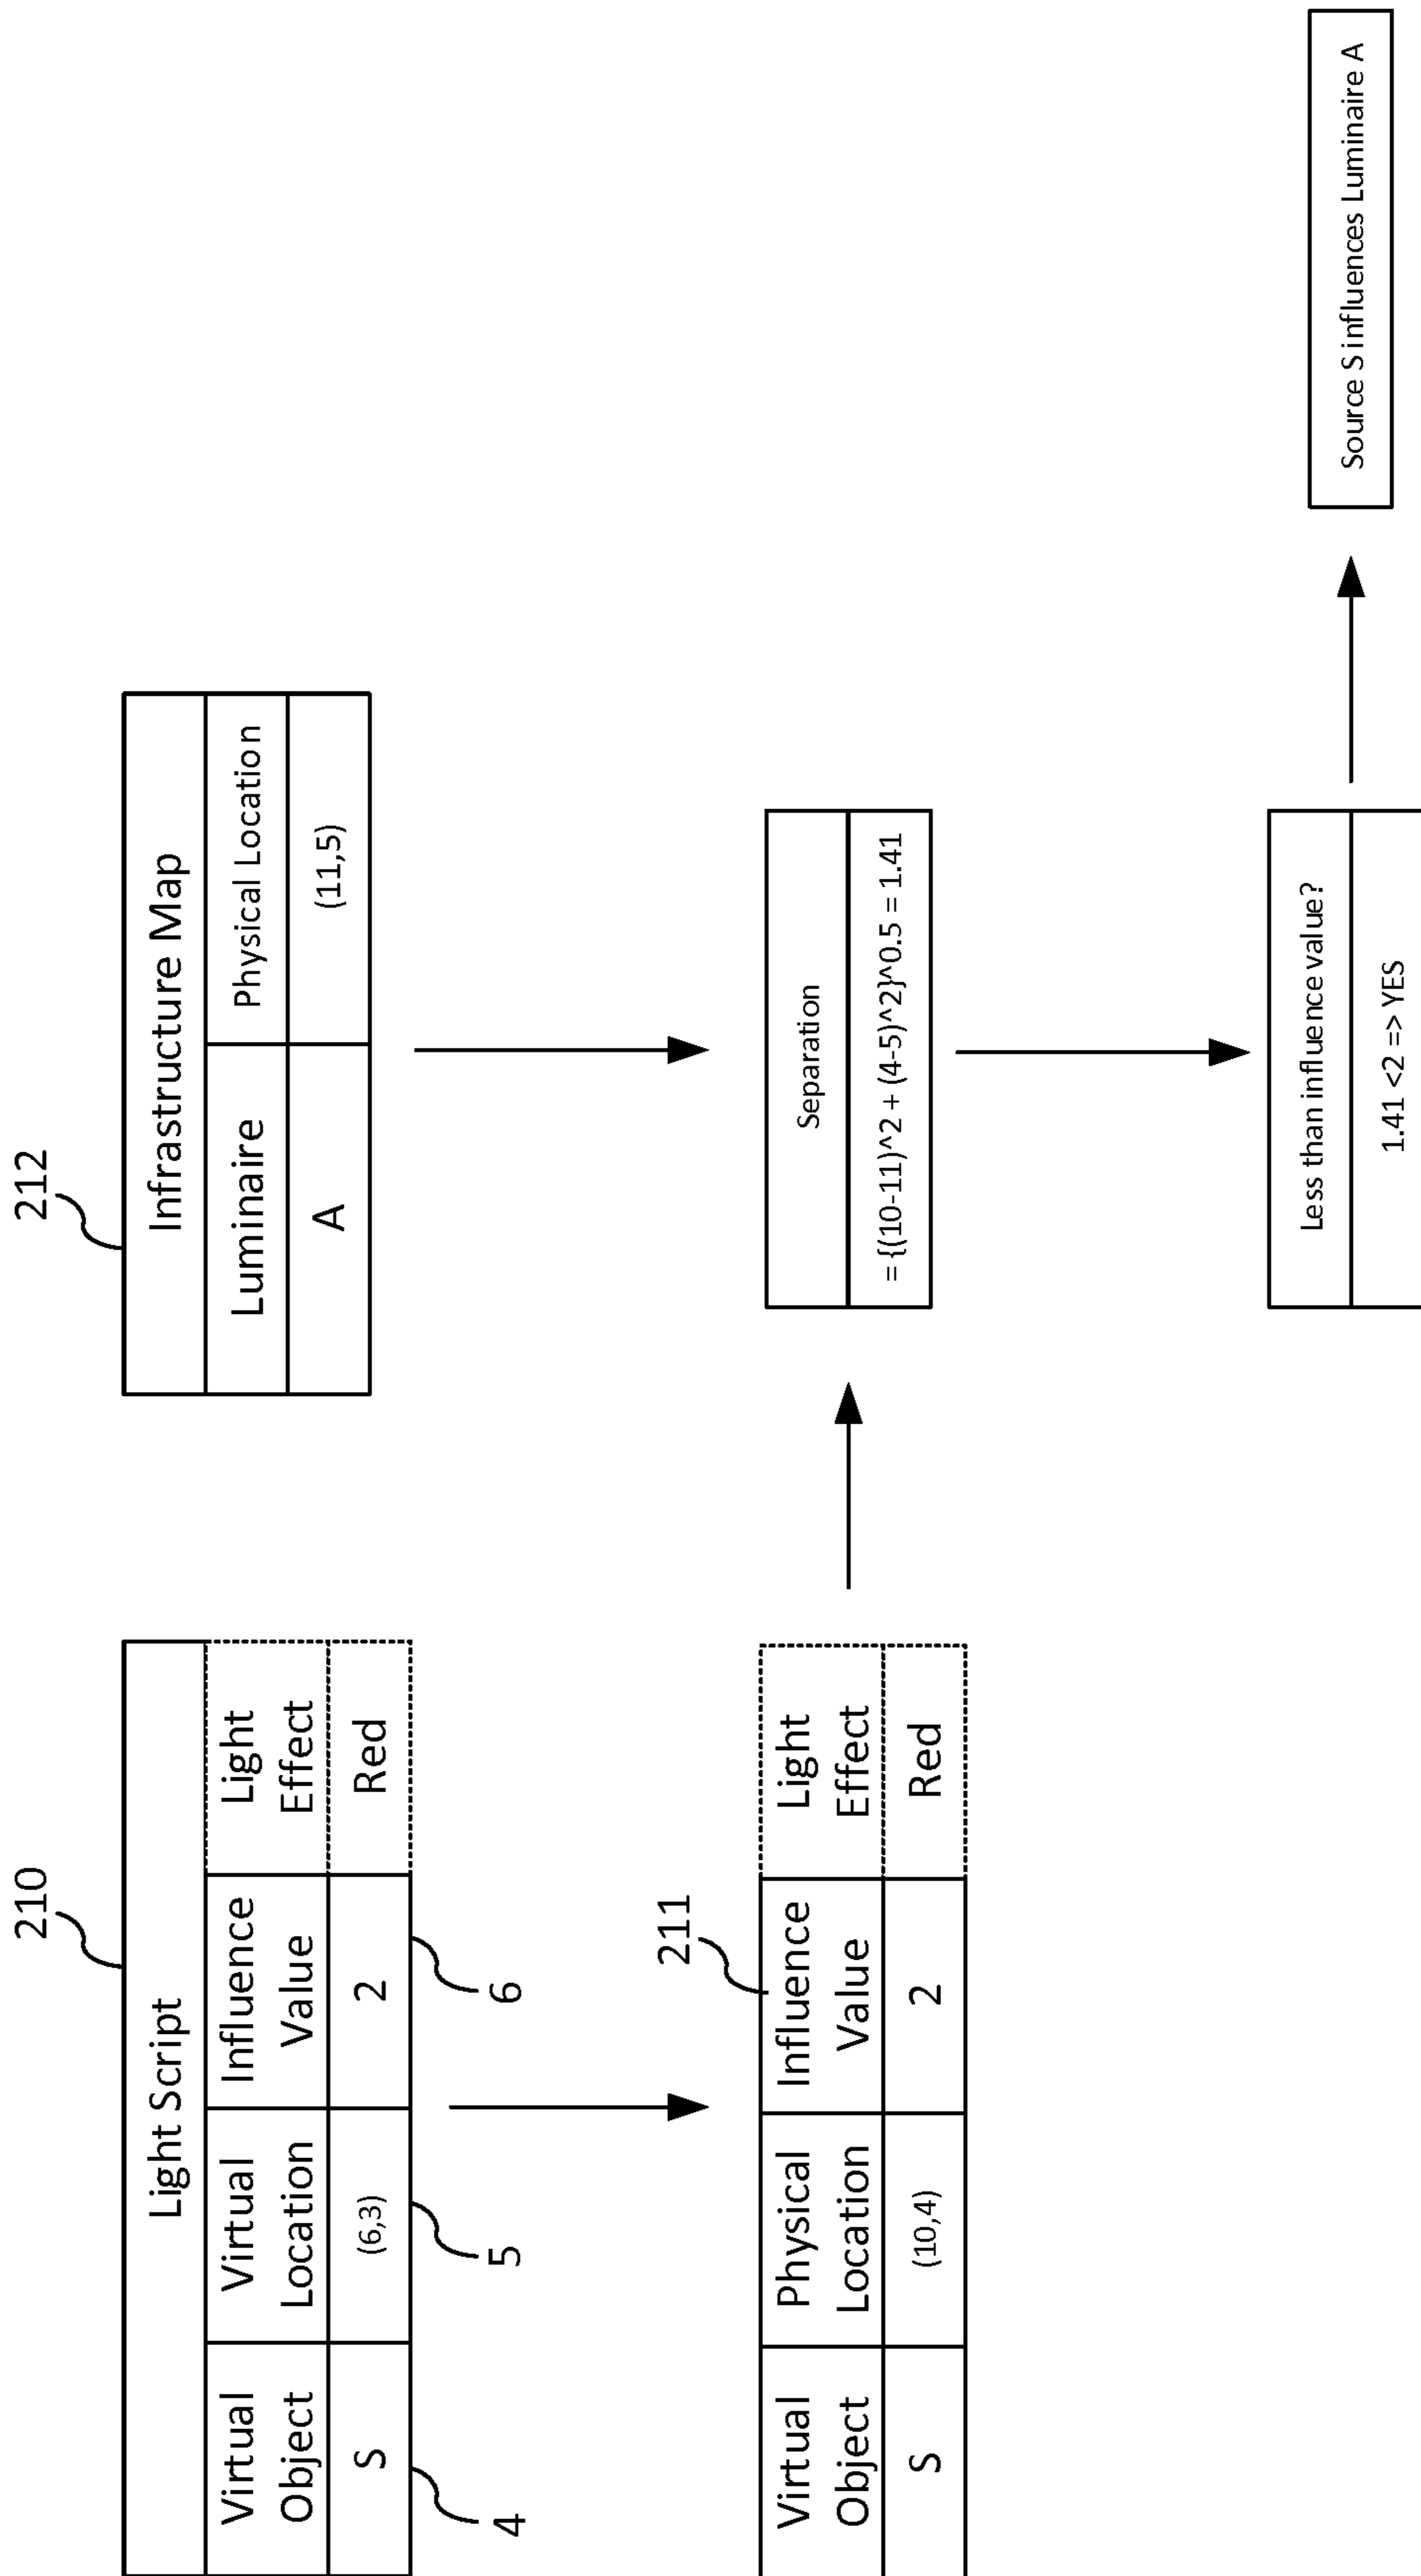 210
Light Script
Virtual Object
Virtual Location
Influence Value
Light Effect
S
(6,3)
2
Red
4
5
6
212
Infrastructure Map
Luminaire
Physical Location
A
(11,5)
211
Virtual Object
Physical Location
Influence Value
Light Effect
S
(10,4)
2
Red
Separation
= {(10-11)^2 + (4-5)^2}^0.5 = 1.41
Less than influence value?
1.41 <2 => YES
Source S influences Luminaire A